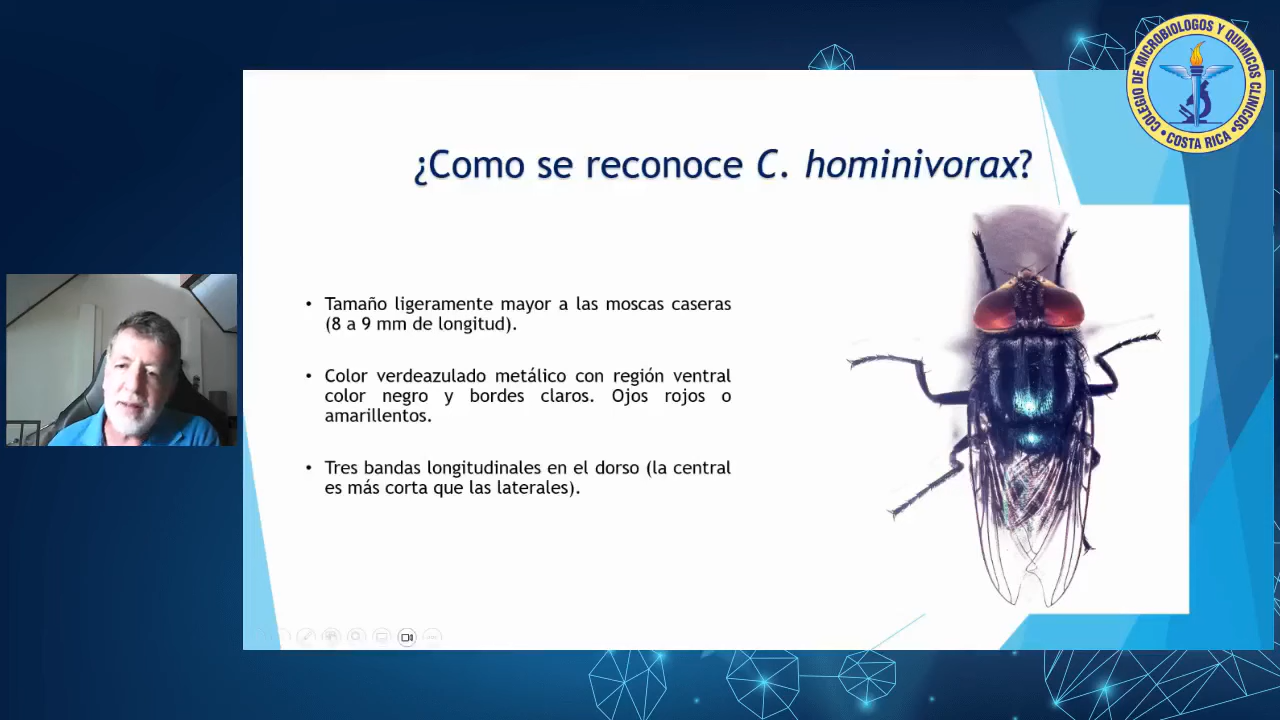 COLEGIO DE MICROBIOLOGOS Y QUIMICOS CLINICOS
• COSTA RICA •
¿Como se reconoce C. hominivorax?
• Tamaño ligeramente mayor a las moscas caseras
(8 a 9 mm de longitud).
• Color verdeazulado metálico con región ventral
color negro y bordes claros. Ojos rojos o
amarillentos.
• Tres bandas longitudinales en el dorso (la central
es más corta que las laterales).